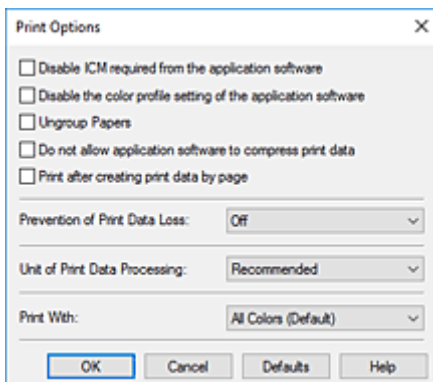 Print Options
Disable ICM required from the application software
Disable the color profile setting of the application software
Ungroup Papers
Do not allow application software to compress print data
Print after creating print data by page
Prevention of Print Data Loss: Off
Unit of Print Data Processing: Recommended
Print With: All Colors (Default)
OK Cancel Defaults Help